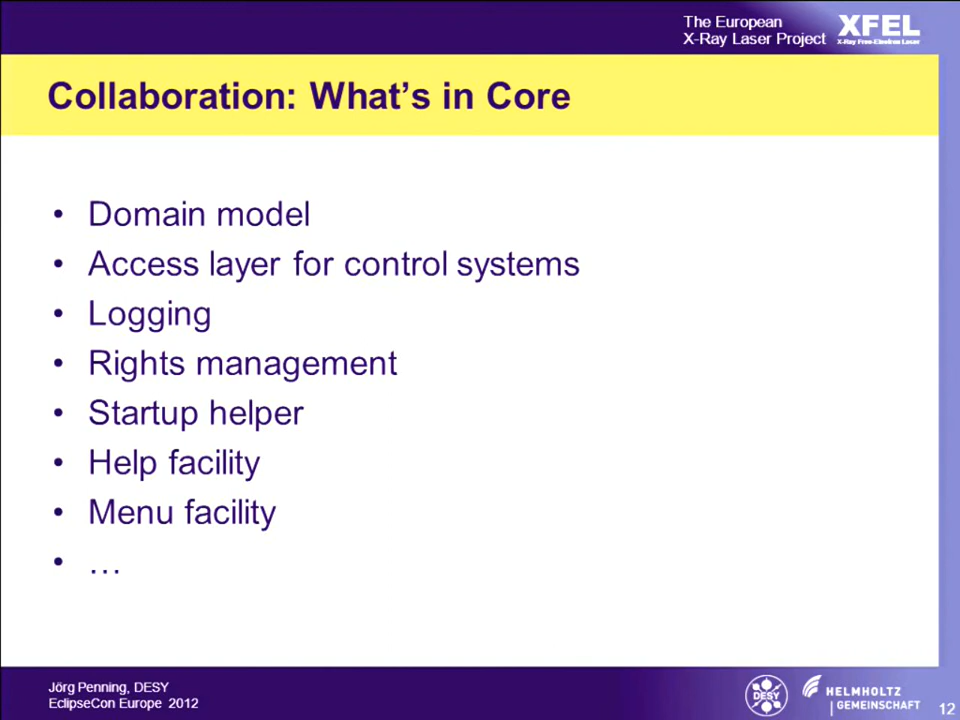 The European
X-Ray Laser Project
XFEL
X-Ray Free-Electron Laser
Collaboration: What's in Core
• Domain model
• Access layer for control systems
• Logging
• Rights management
• Startup helper
• Help facility
• Menu facility
• …
Jörg Penning, DESY
EclipseCon Europe 2012
DESY
HELMHOLTZ
| GEMEINSCHAFT
12